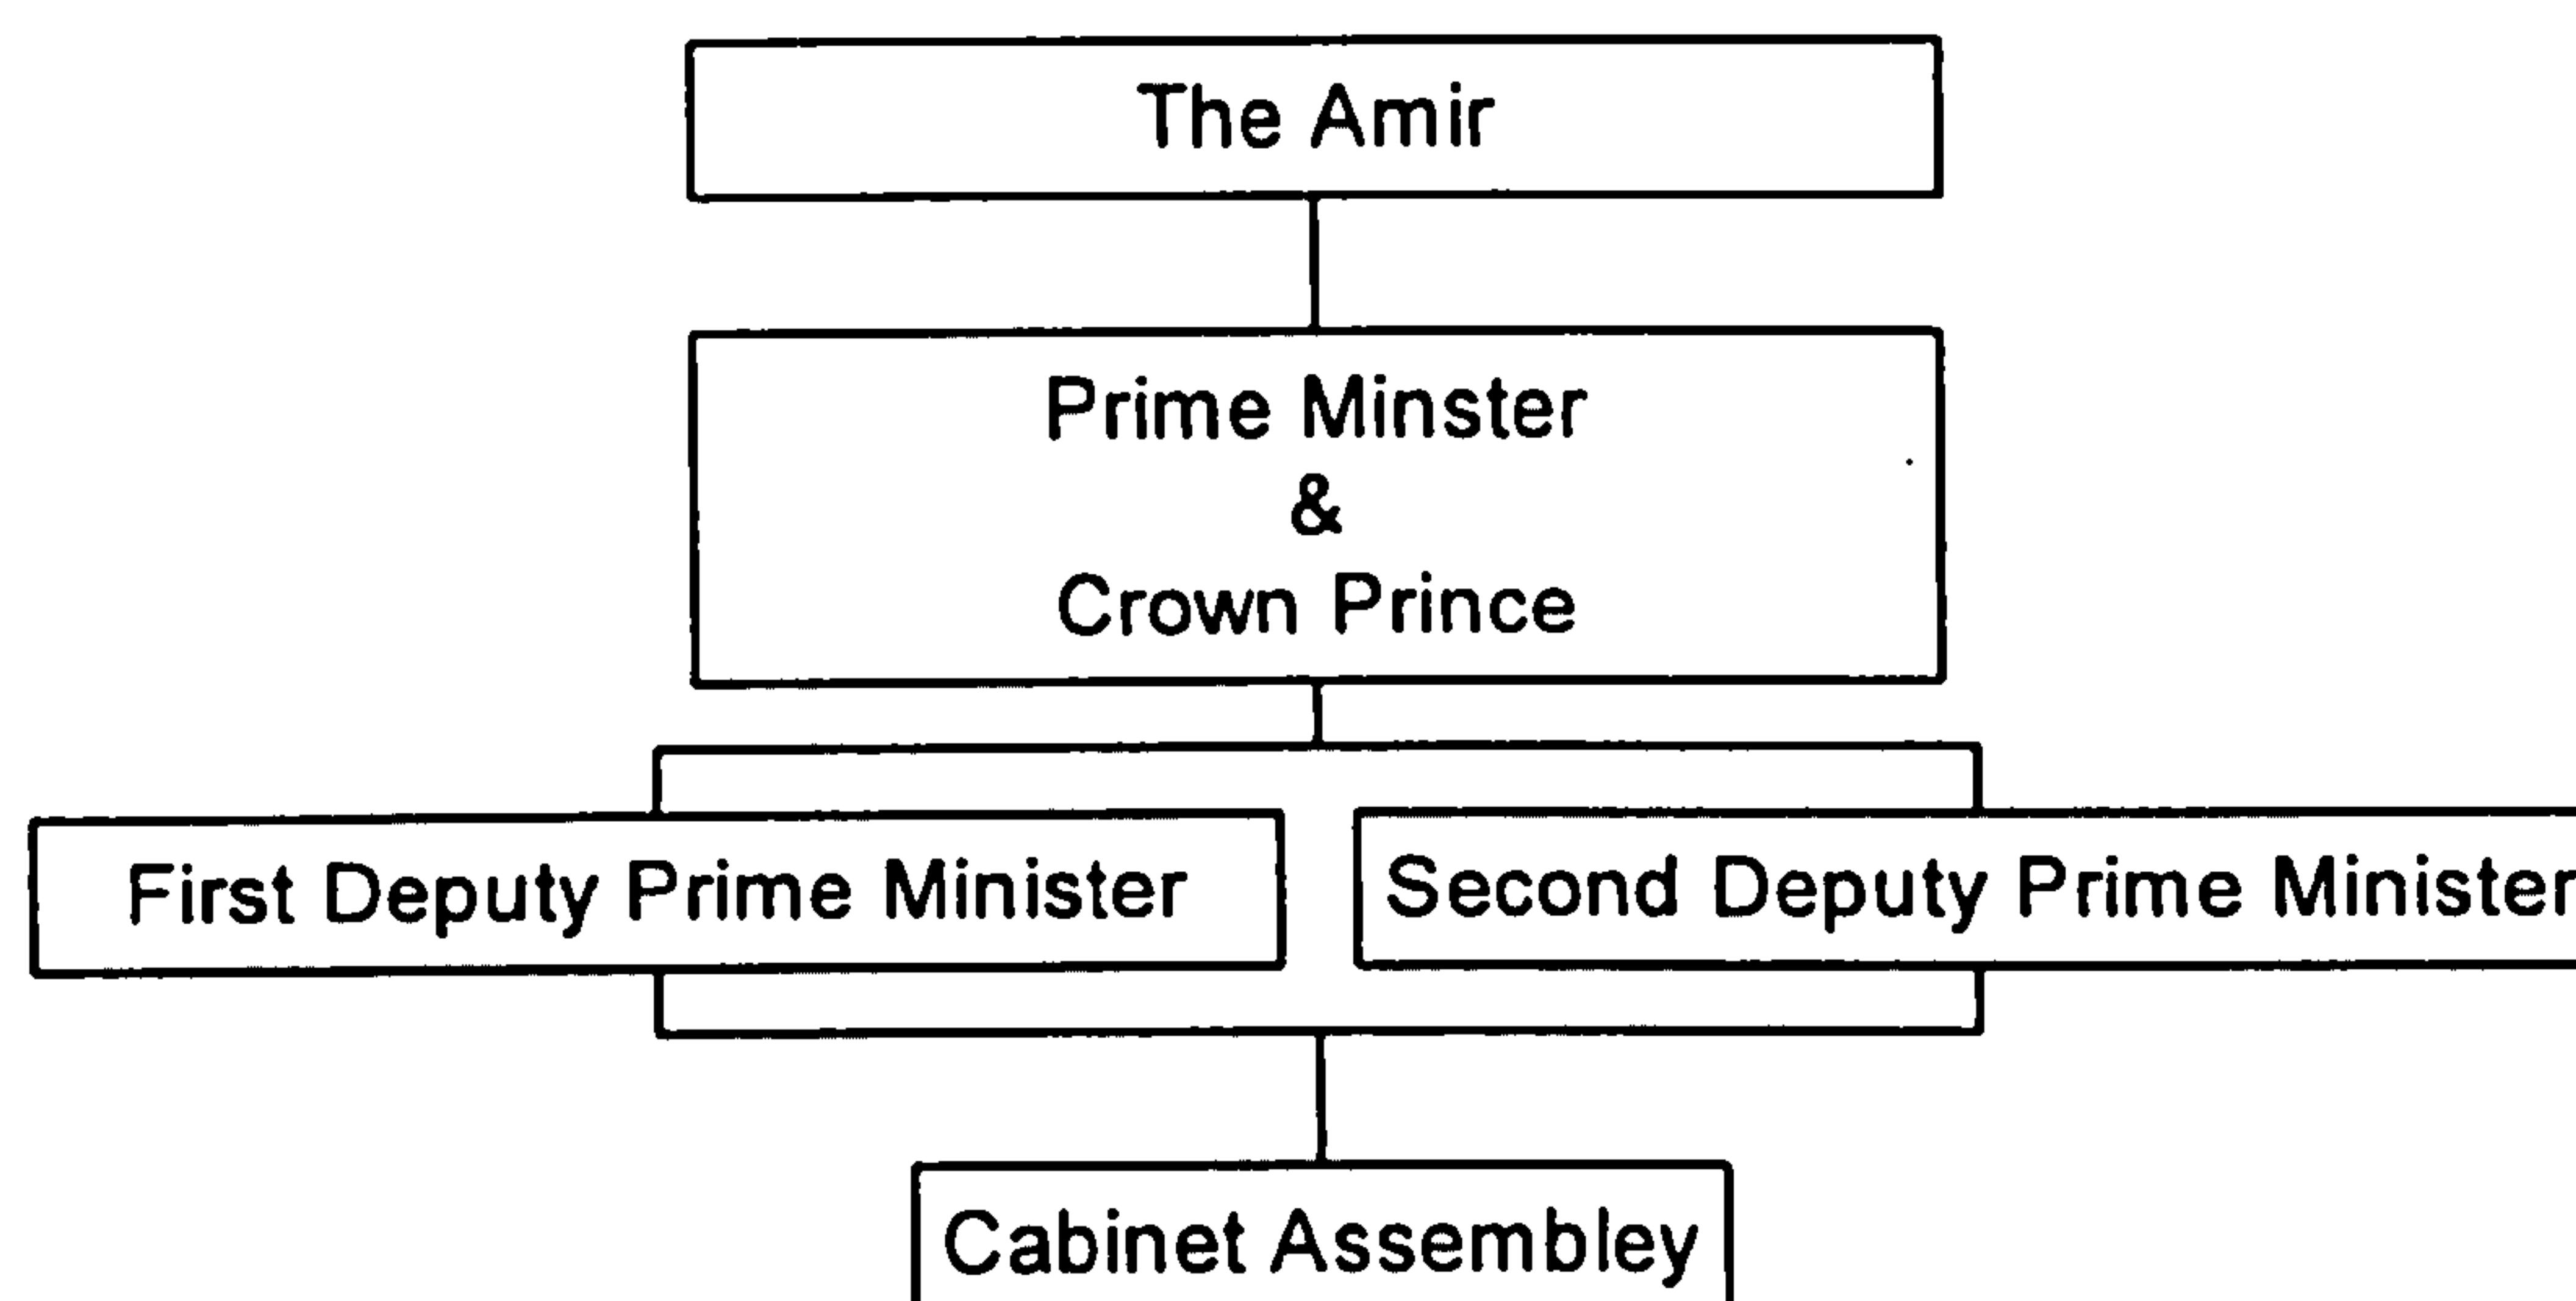 The Amir
Prime Minster
&
Crown Prince
First Deputy Prime Minister
Second Deputy Prime Minister
Cabinet Assembley